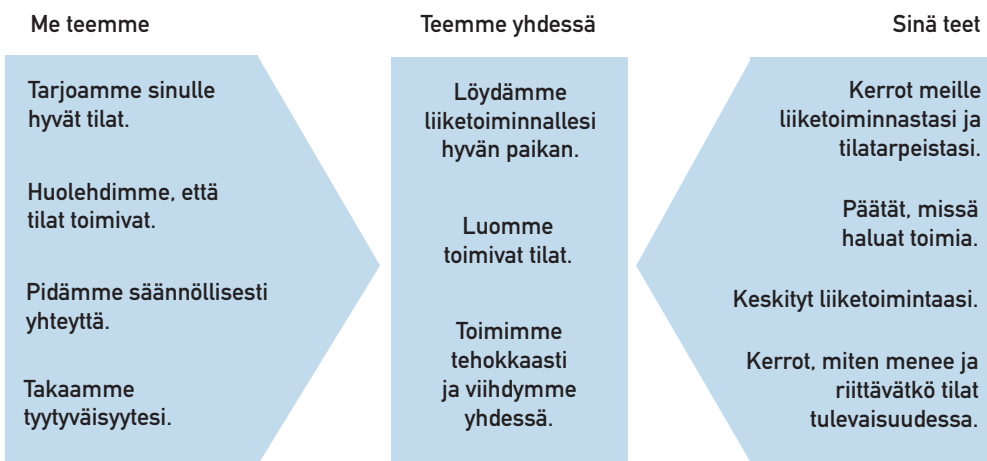 Me teemme
Tarjoamme sinulle
hyvät tilat.
Huolehdimme, että
tilat toimivat.
Pidämme säännöllisesti
yhteyttä.
Takaamme
tyytyväisyytesi.
Teemme yhdessä
Löydämme
liiketoiminnallesi
hyvän paikan.
Luomme
toimivat tilat.
Toimimme
tehokkaasti
ja viihdymme
yhdessä.
Sinä teet
Kerrot meille
liiketoiminnastasi ja
tilatarpeistasi.
Päätät, missä
haluat toimia.
Keskityt liiketoimintaasi.
Kerrot, miten menee ja
riittävätkö tilat
tulevaisuudessa.